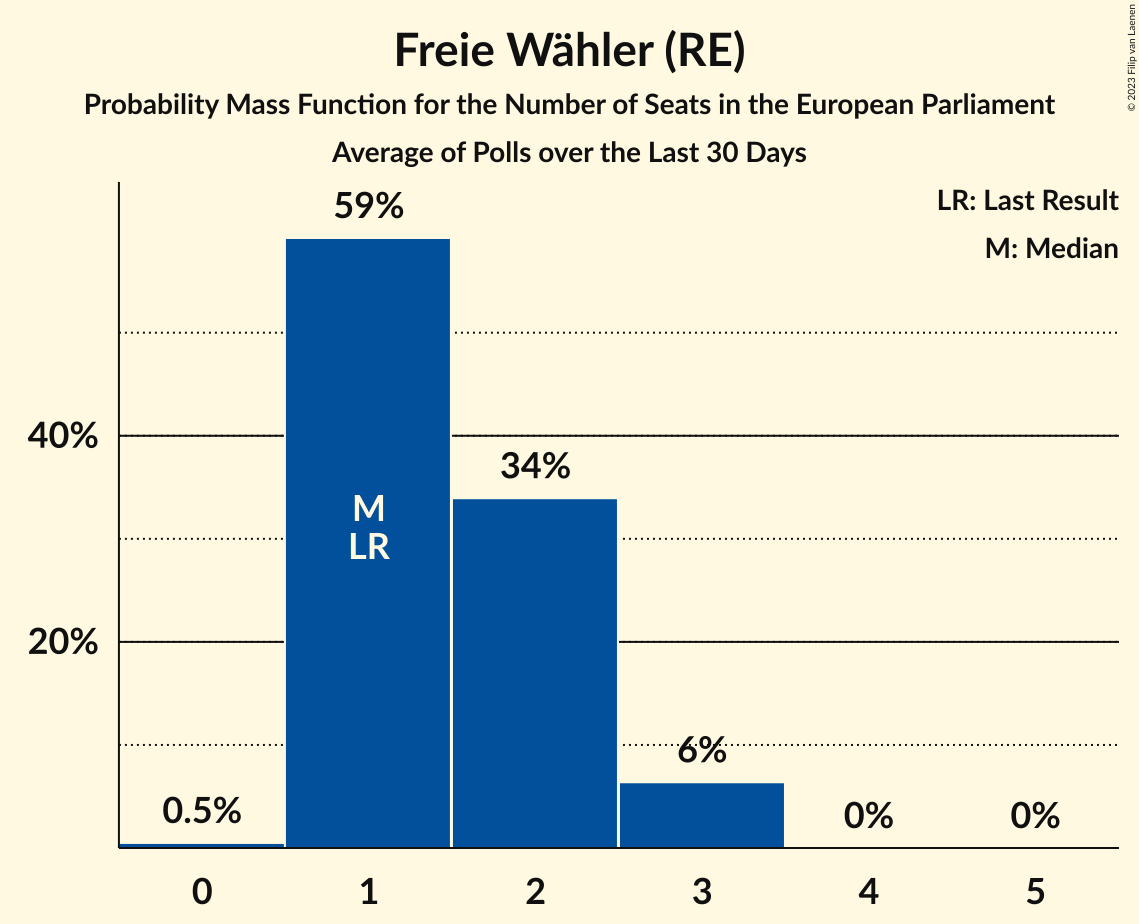 © 2023 Filip van Laenen
Freie Wähler (RE)
Probability Mass Function for the Number of Seats in the European Parliament
Average of Polls over the Last 30 Days
LR: Last Result
M: Median
59%
40%
34%
M
LR
20%
6%
0.5%
0%
0%
0 1 2 3 4 5